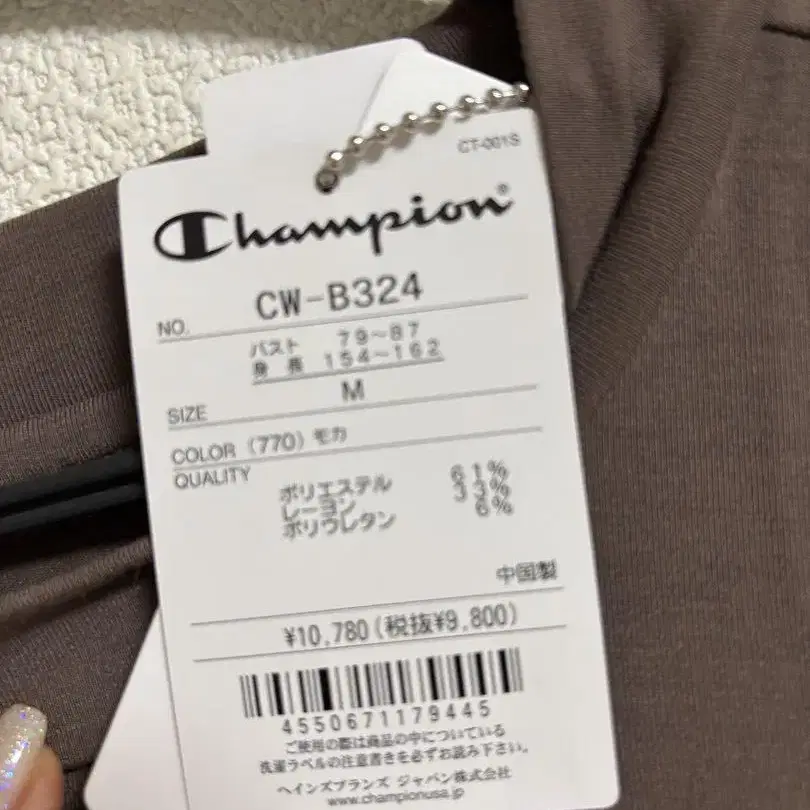 CT-001S
Champion®
NO. CW-B324
バスト 79~87
身長 154~162
SIZE M
COLOR (770) モカ
QUALITY
ポリエステル 61%
レーヨン 33%
ポリウレタン 6%
中国製
¥10,780(税抜¥9,800)
4550671179445
ご使用の際は商品の中についている
洗濯ラベルの注意書きを必ずお読み下さい。
ヘインズブランズ ジャパン株式会社
www.championusa.jp